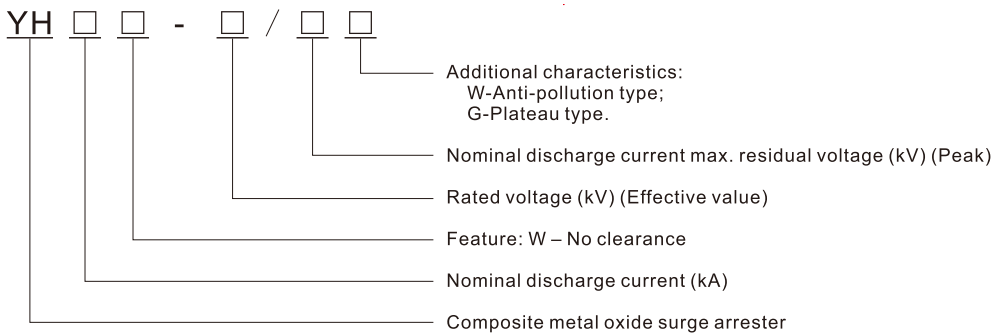 YH □ □ - □ / □ □
Additional characteristics:
W-Anti-pollution type;
G-Plateau type.
Nominal discharge current max. residual voltage (kV) (Peak)
Rated voltage (kV) (Effective value)
Feature: W – No clearance
Nominal discharge current (kA)
Composite metal oxide surge arrester